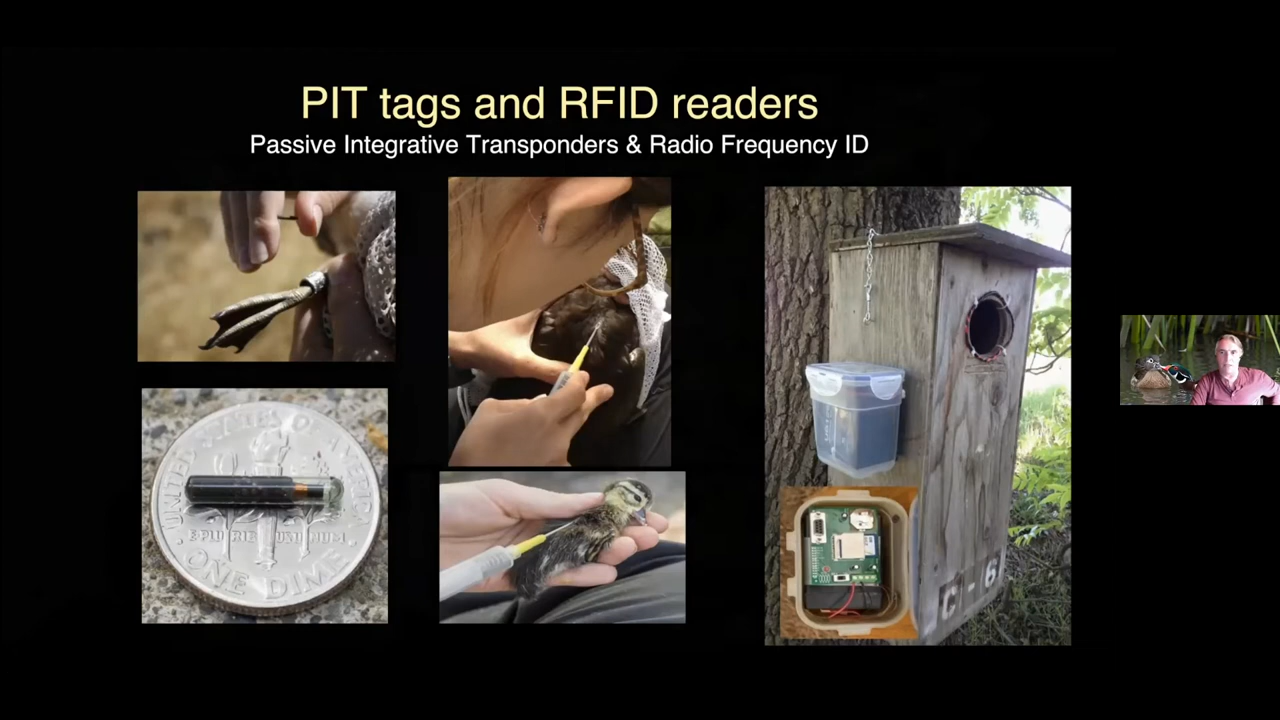 PIT tags and RFID readers
Passive Integrative Transponders & Radio Frequency ID
UNITED STATES OF AMERICA
E PLURIBUS UNUM
ONE DIME
C-6